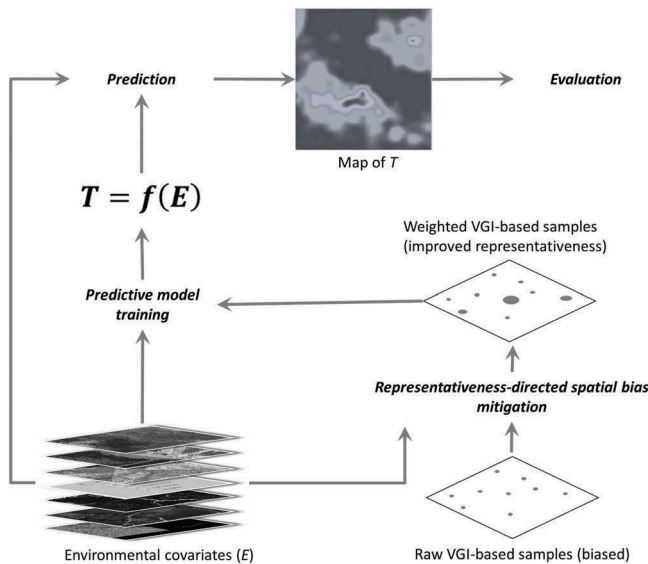 Prediction
Evaluation
Map of T
T = f(E)
Weighted VGI-based samples
(improved representativeness)
Predictive model
training
Representativeness-directed spatial bias
mitigation
Environmental covariates (E)
Raw VGI-based samples (biased)